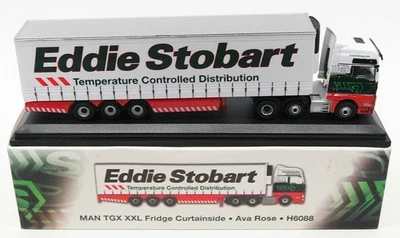 Eddie Stobart
Temperature Controlled Distribution
Eddie Stobart
Temperature Controlled Distribution
MAN TGX XXL Fridge Curtainside • Ava Rose • H6088